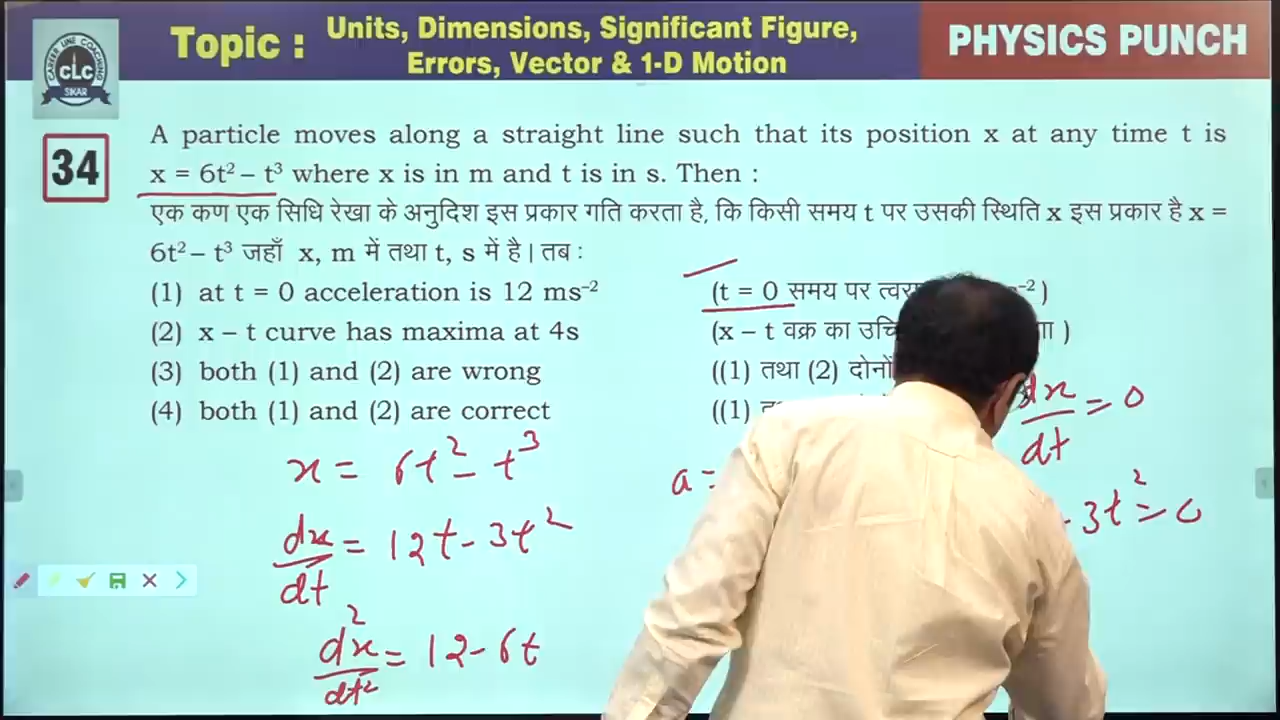 Topic :
Units, Dimensions, Significant Figure,
Errors, Vector & 1-D Motion
PHYSICS PUNCH
CAREER LINE COACHING
CLC
SIKAR
34
A particle moves along a straight line such that its position x at any time t is
x = 6t² – t³ where x is in m and t is in s. Then :
एक कण एक सिधि रेखा के अनुदिश इस प्रकार गति करता है, कि किसी समय t पर उसकी स्थिति x इस प्रकार है x =
6t² – t³ जहाँ x, m में तथा t, s में है। तब :
(1) at t = 0 acceleration is 12 ms⁻² (t = 0 समय पर ⁻² )
(2) x – t curve has maxima at 4s (x – t वक्र का )
(3) both (1) and (2) are wrong ((1) तथा (2) दोनों
(4) both (1) and (2) are correct ((1)
x = 6t² – t³
dx/dt = 12t – 3t²
d²x/dt² = 12 – 6t
a =
dx/dt = 0
- 3t² = 0